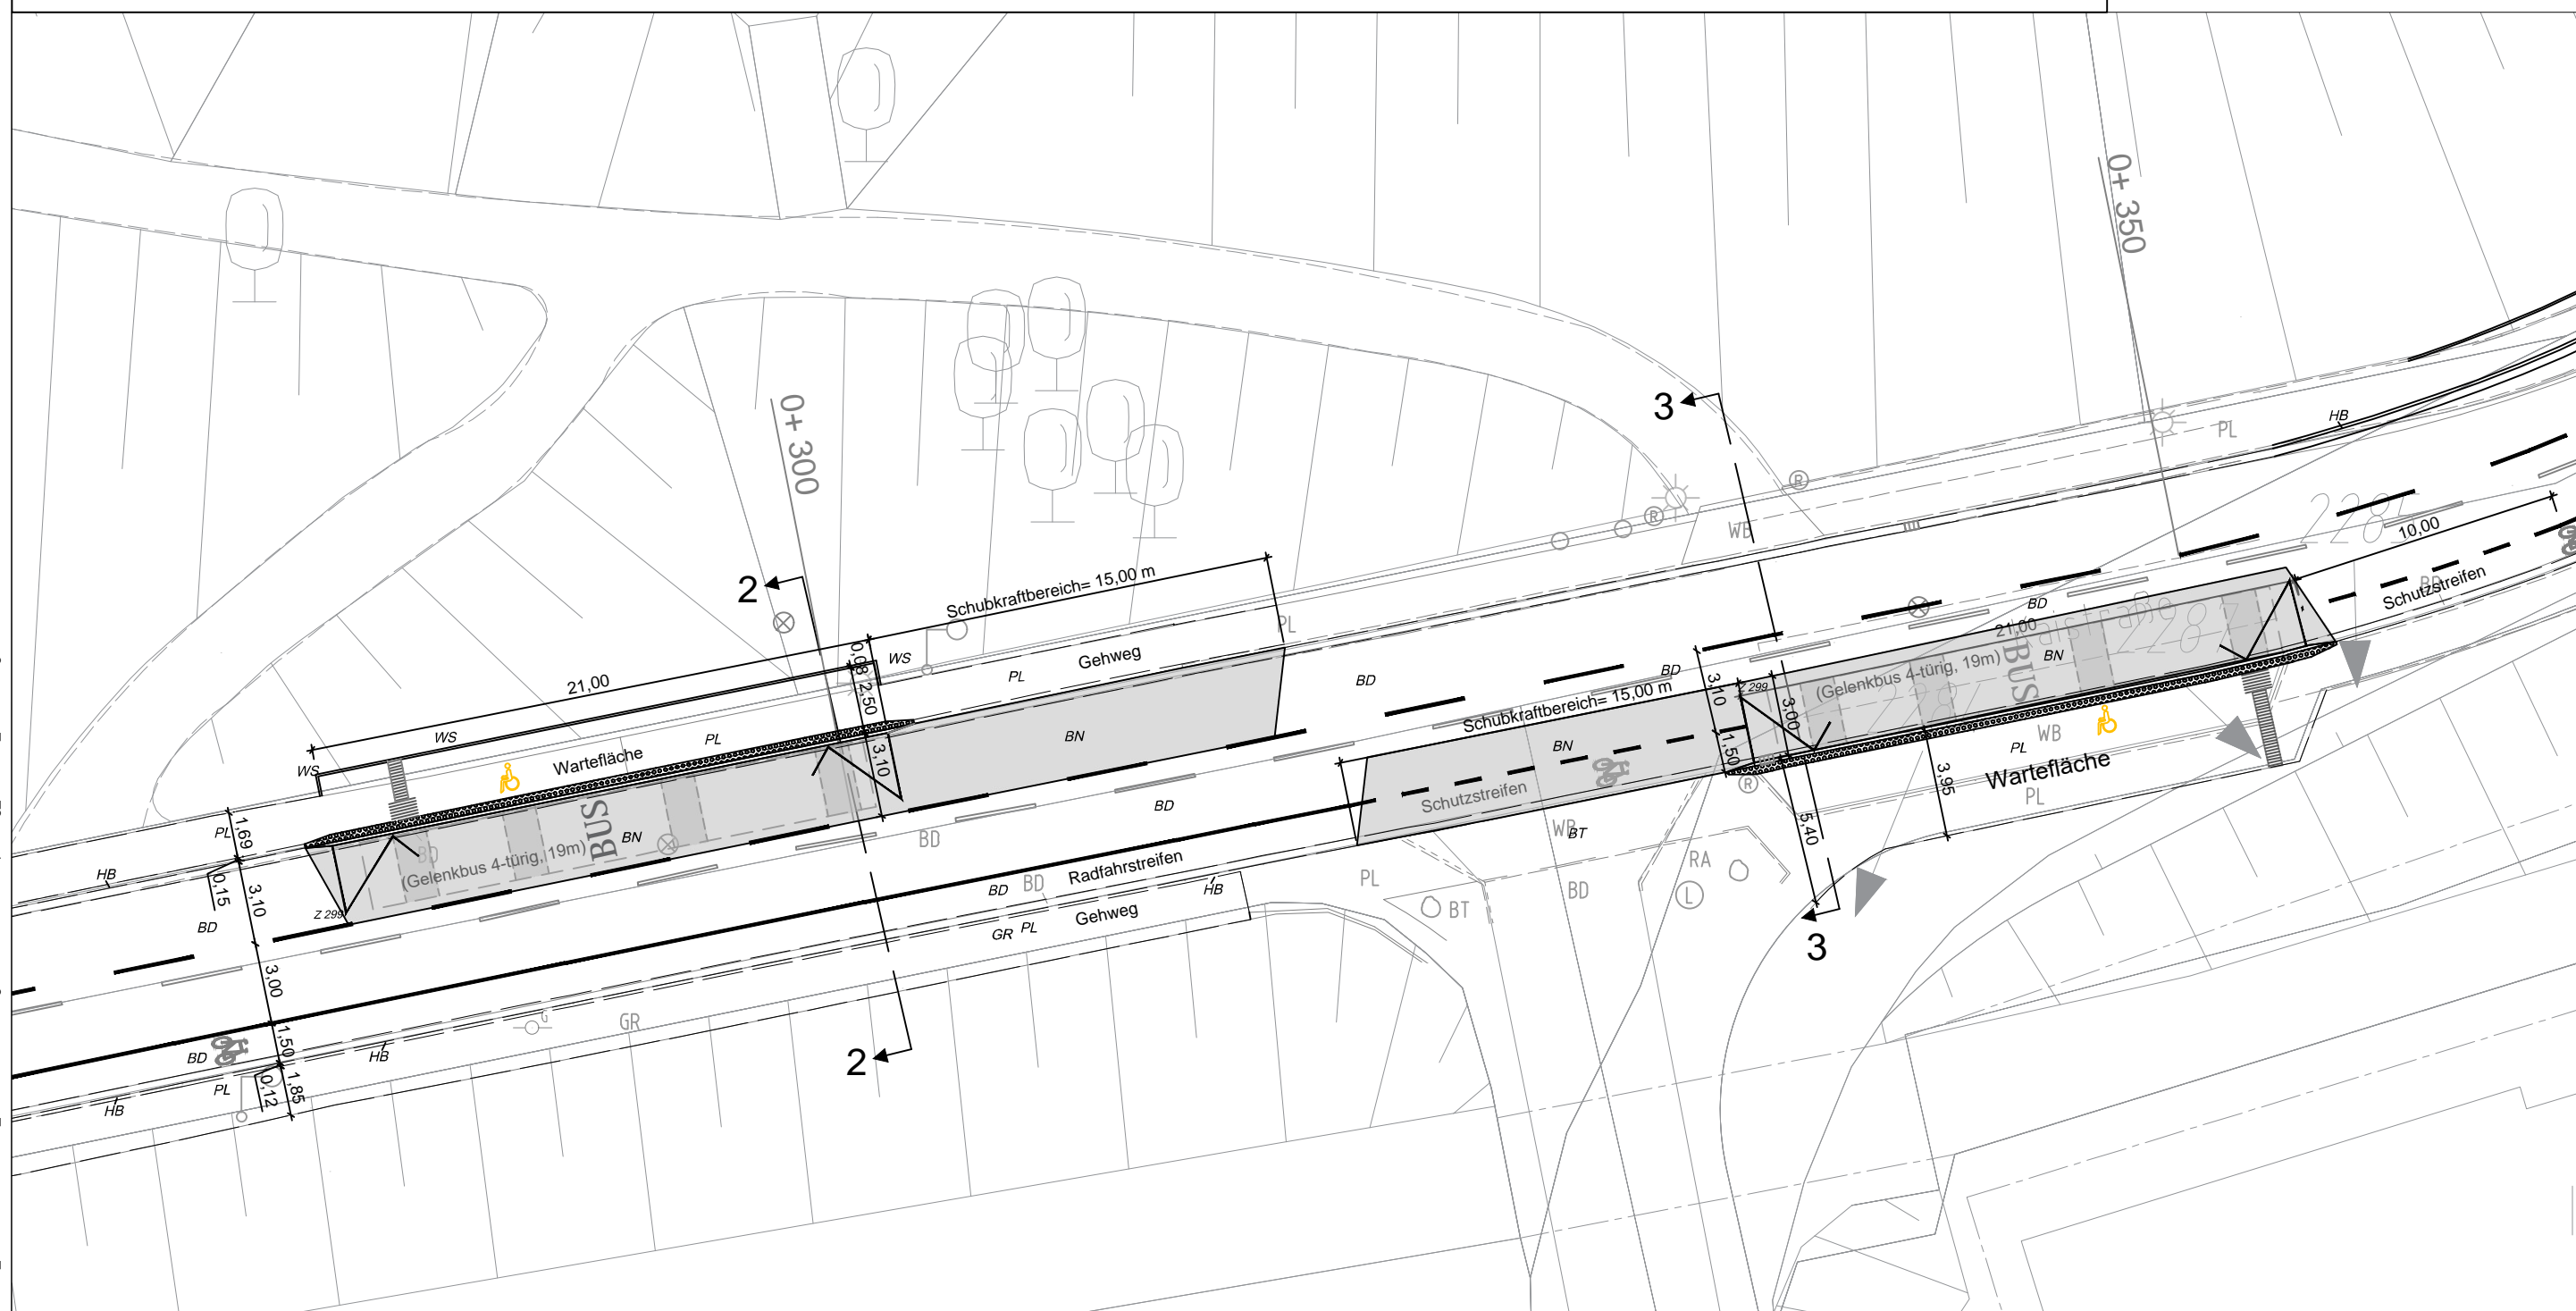 0+ 350
0+ 300
3
HB
PL
R
R
WB
2284
10,00
BD
Schutzstreifen
2
Schubkraftbereich= 15,00 m
PL
0,08
WS
Gehweg
PL
21,00
2,50
WS
PL
Wartefläche
WS
BD
BD
21,00
2287
BN
BUS
(Gelenkbus 4-türig, 19m)
Z 299
3,10
3,00
Schubkraftbereich= 15,00 m
BN
1,50
WB
PL
Wartefläche
PL
3,95
R
Schutzstreifen
BN
3,10
BD
BD
BUS
BN
BD
(Gelenkbus 4-türig, 19m)
PL
1,69
HB
0,15
3,10
Z 299
BD
WB
BT
5,40
RA
L
BD
PL
BT
Radfahrstreifen
BD
BD
HB
Gehweg
PL
GR
3
3,00
G
GR
1,50
BD
HB
2
PL
0,12
1,85
HB